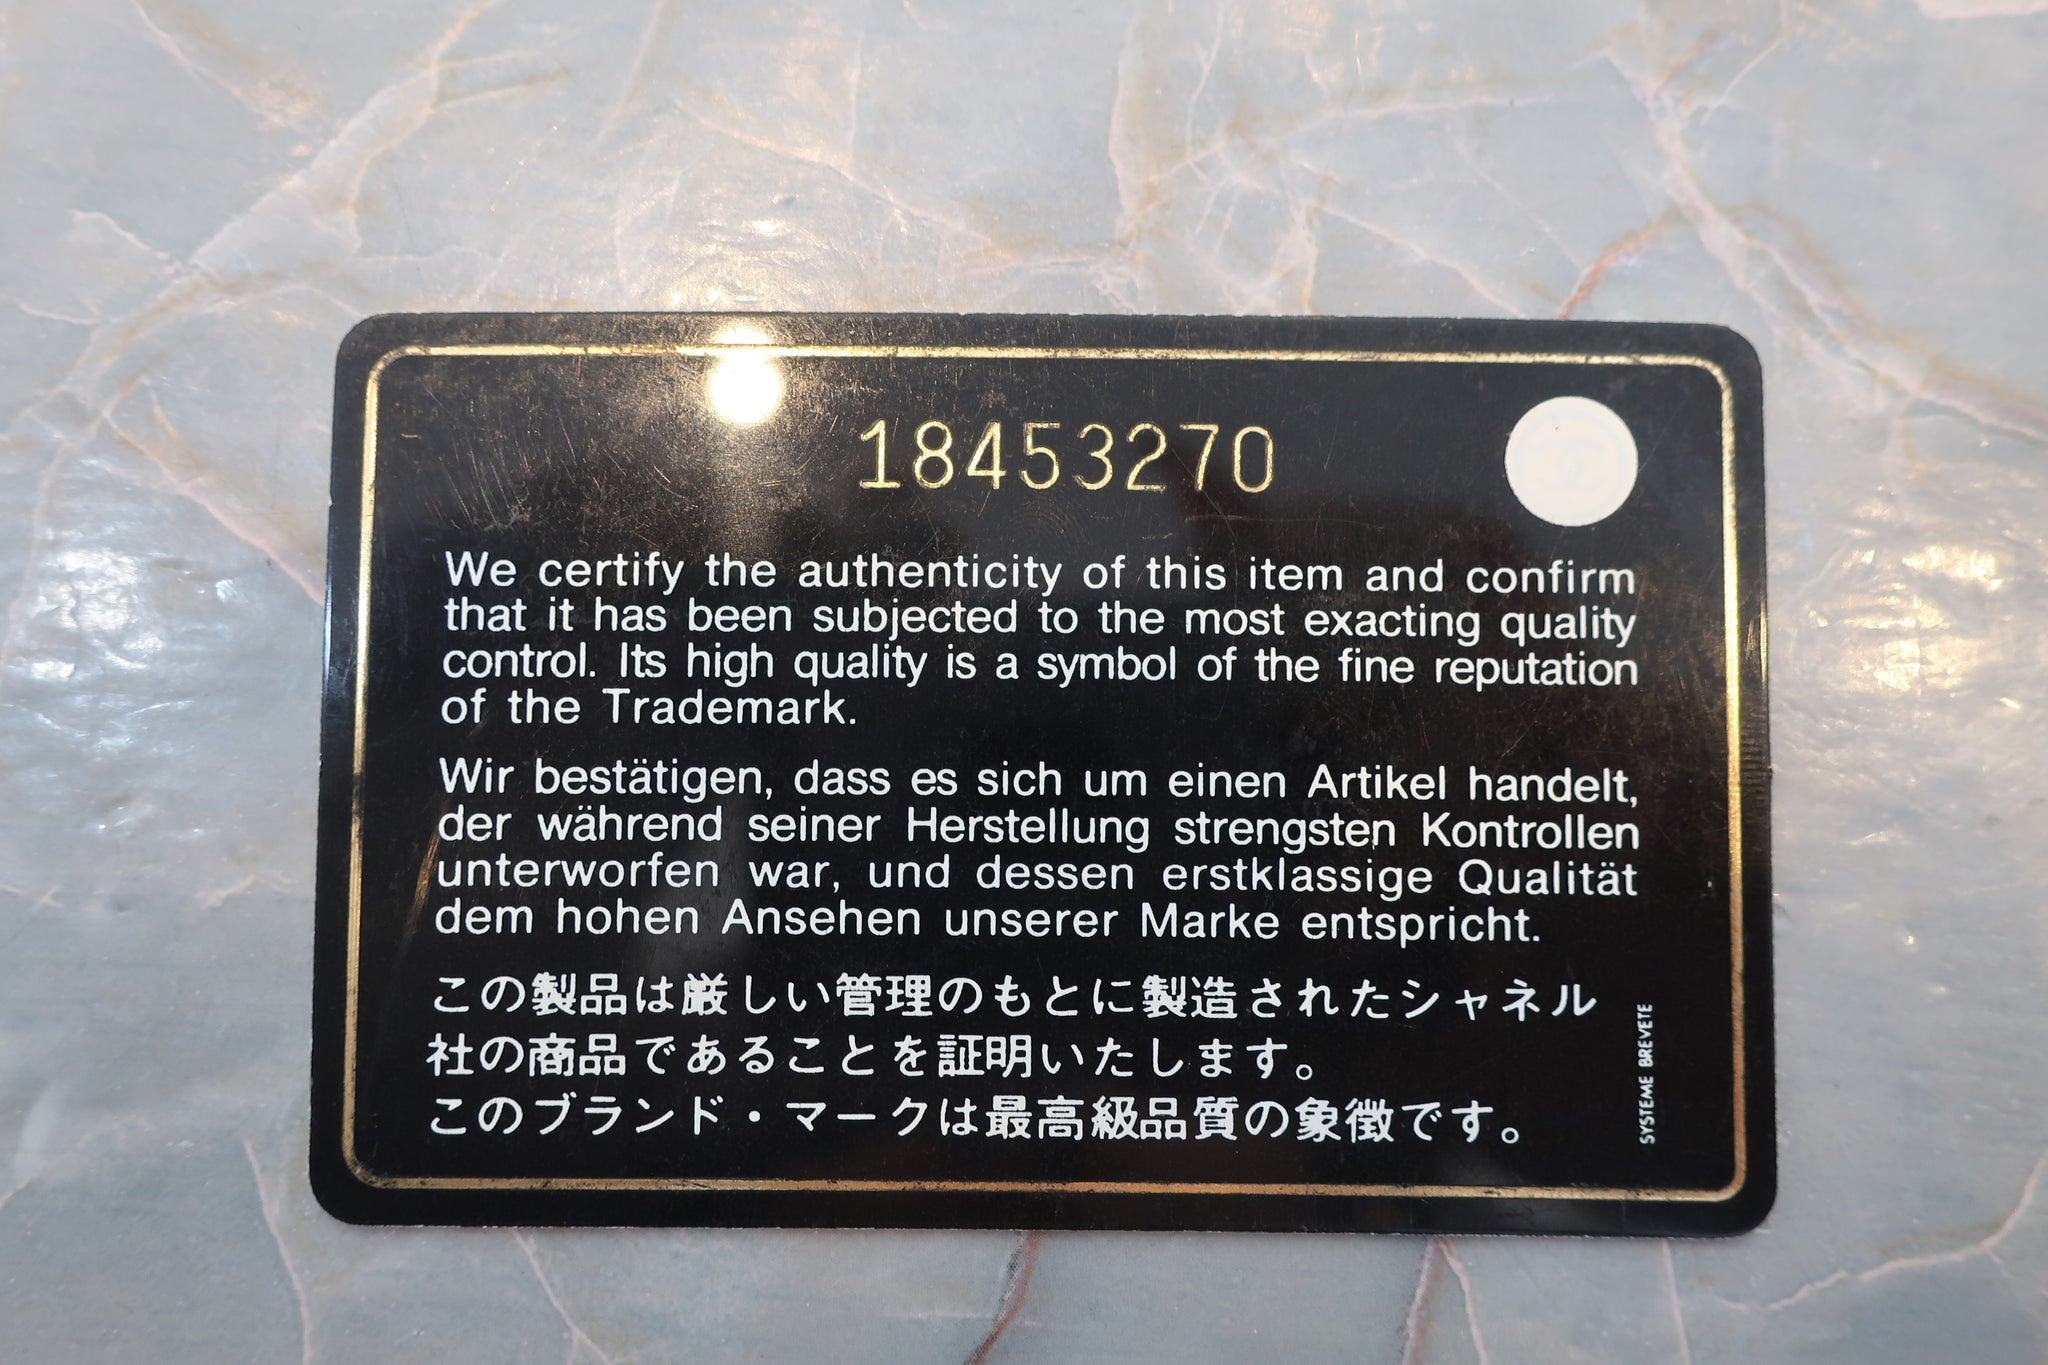 18453270
We certify the authenticity of this item and confirm
that it has been subjected to the most exacting quality
control. Its high quality is a symbol of the fine reputation
of the Trademark.
Wir bestätigen, dass es sich um einen Artikel handelt,
der während seiner Herstellung strengsten Kontrollen
unterworfen war, und dessen erstklassige Qualität
dem hohen Ansehen unserer Marke entspricht.
この製品は厳しい管理のもとに製造されたシャネル
社の商品であることを証明いたします。
このブランド・マークは最高級品質の象徴です。
SYSTEME BREVETE